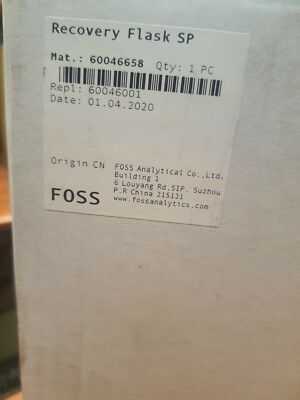 Recovery Flask SP
Mat.: 60046658 Qty: 1 PC
Repl: 60046001
Date: 01.04.2020
Origin CN FOSS Analytical Co.,Ltd.
Building 1
6 Louyang Rd,SIP, Suzhou
P.R China 215121
FOSS www.fossanalytics.com